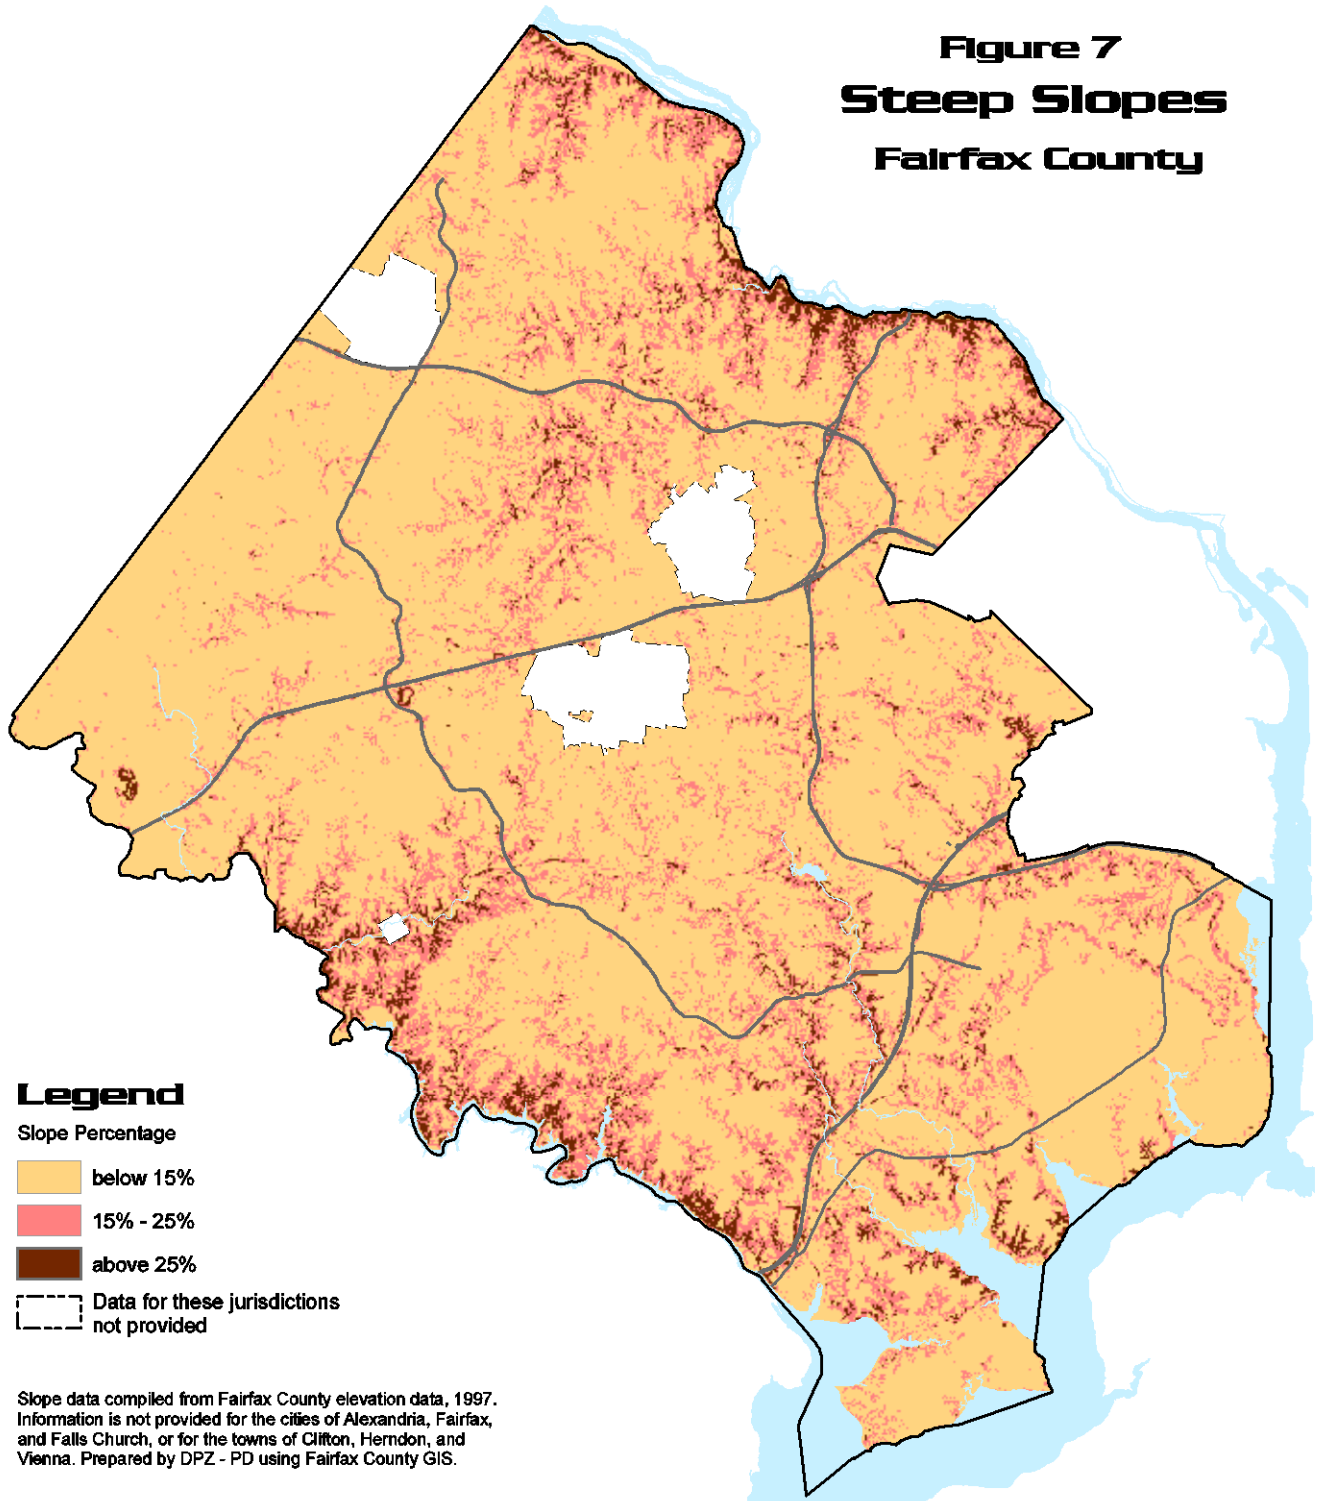 Figure 7
Steep Slopes
Fairfax County
Legend
Slope Percentage
below 15%
15% - 25%
above 25%
Data for these jurisdictions
not provided
Slope data compiled from Fairfax County elevation data, 1997.
Information is not provided for the cities of Alexandria, Fairfax,
and Falls Church, or for the towns of Clifton, Herndon, and
Vienna. Prepared by DPZ - PD using Fairfax County GIS.